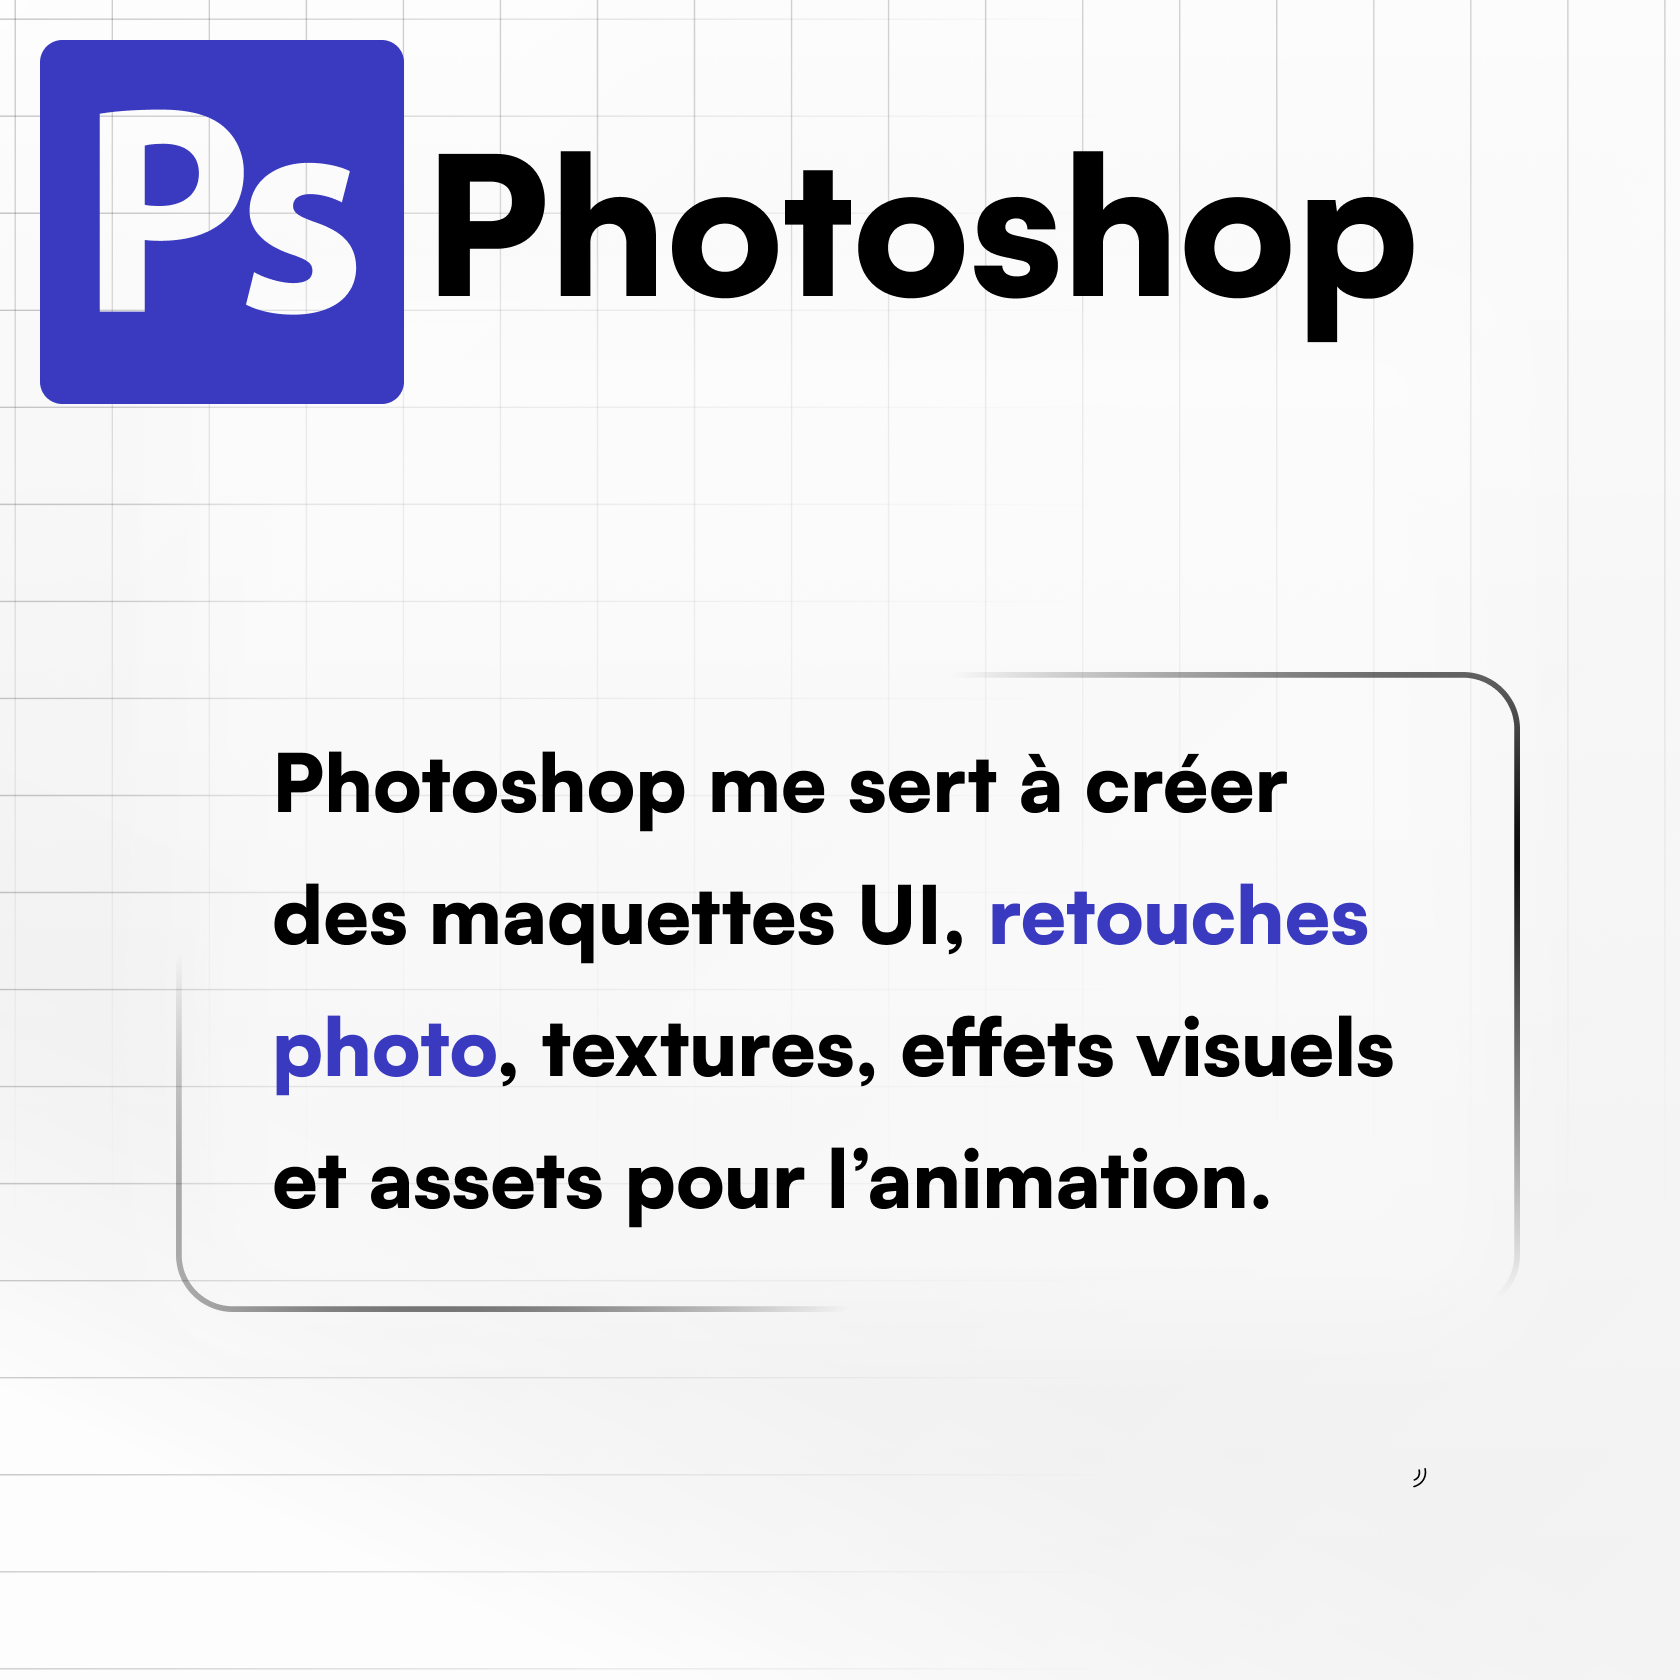 Ps Photoshop
Photoshop me sert à créer
des maquettes UI, retouches
photo, textures, effets visuels
et assets pour l’animation.